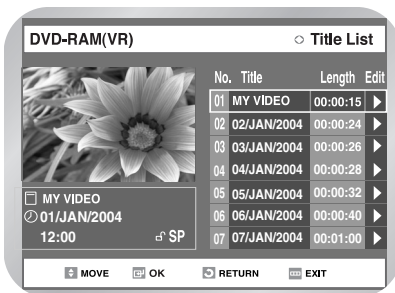 DVD-RAM(VR) Title List
No. Title Length Edit
01 MY VIDEO 00:00:15
02 02/JAN/2004 00:00:24
03 03/JAN/2004 00:00:26
04 04/JAN/2004 00:00:28
05 05/JAN/2004 00:00:32
06 06/JAN/2004 00:00:40
07 07/JAN/2004 00:01:00
MY VIDEO
01/JAN/2004
12:00 SP
MOVE OK RETURN EXIT